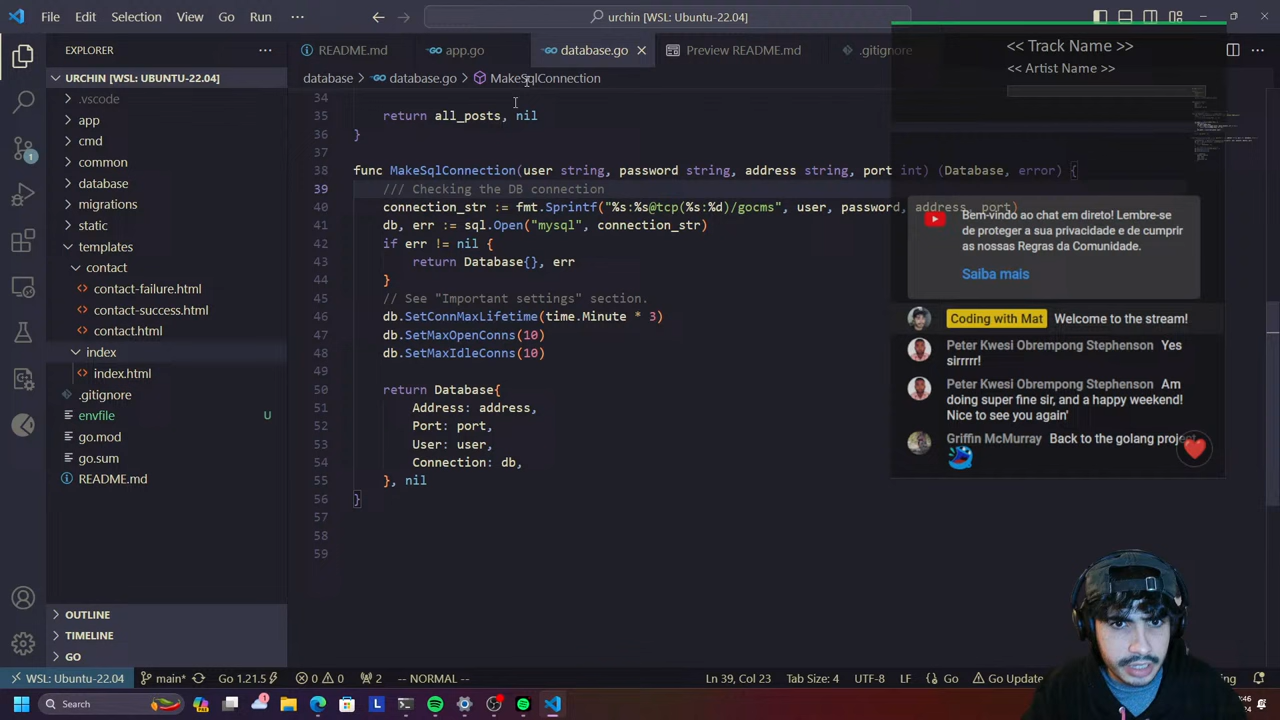 File Edit Selection View Go Run ···
urchin [WSL: Ubuntu-22.04]
EXPLORER
URCHIN [WSL: UBUNTU-22.04]
.vscode
app
cmd
common
database
migrations
static
templates
contact
contact-failure.html
contact-success.html
contact.html
index
index.html
.gitignore
envfile U
go.mod
go.sum
README.md
OUTLINE
TIMELINE
GO
README.md app.go database.go Preview README.md .gitignore
database > database.go > MakeSqlConnection
34
35 return all_posts, nil
36 }
37
38 func MakeSqlConnection(user string, password string, address string, port int) (Database, error) {
39 /// Checking the DB connection
40 connection_str := fmt.Sprintf("%s:%s@tcp(%s:%d)/gocms", user, password, address, port)
41 db, err := sql.Open("mysql", connection_str)
42 if err != nil {
43 return Database{}, err
44 }
45 // See "Important settings" section.
46 db.SetConnMaxLifetime(time.Minute * 3)
47 db.SetMaxOpenConns(10)
48 db.SetMaxIdleConns(10)
49
50 return Database{
51 Address: address,
52 Port: port,
53 User: user,
54 Connection: db,
55 }, nil
56 }
57
58
59
<< Track Name >>
<< Artist Name >>
Bem-vindo ao chat em direto! Lembre-se
de proteger a sua privacidade e de cumprir
as nossas Regras da Comunidade.
Saiba mais
Coding with Mat Welcome to the stream!
Peter Kwesi Obrempong Stephenson Yes
sirrrrr!
Peter Kwesi Obrempong Stephenson Am
doing super fine sir, and a happy weekend!
Nice to see you again'
Griffin McMurray Back to the golang project
WSL: Ubuntu-22.04 main* Go 1.21.5 0 0 2 -- NORMAL -- Ln 39, Col 23 Tab Size: 4 UTF-8 LF Go Go Update
Search